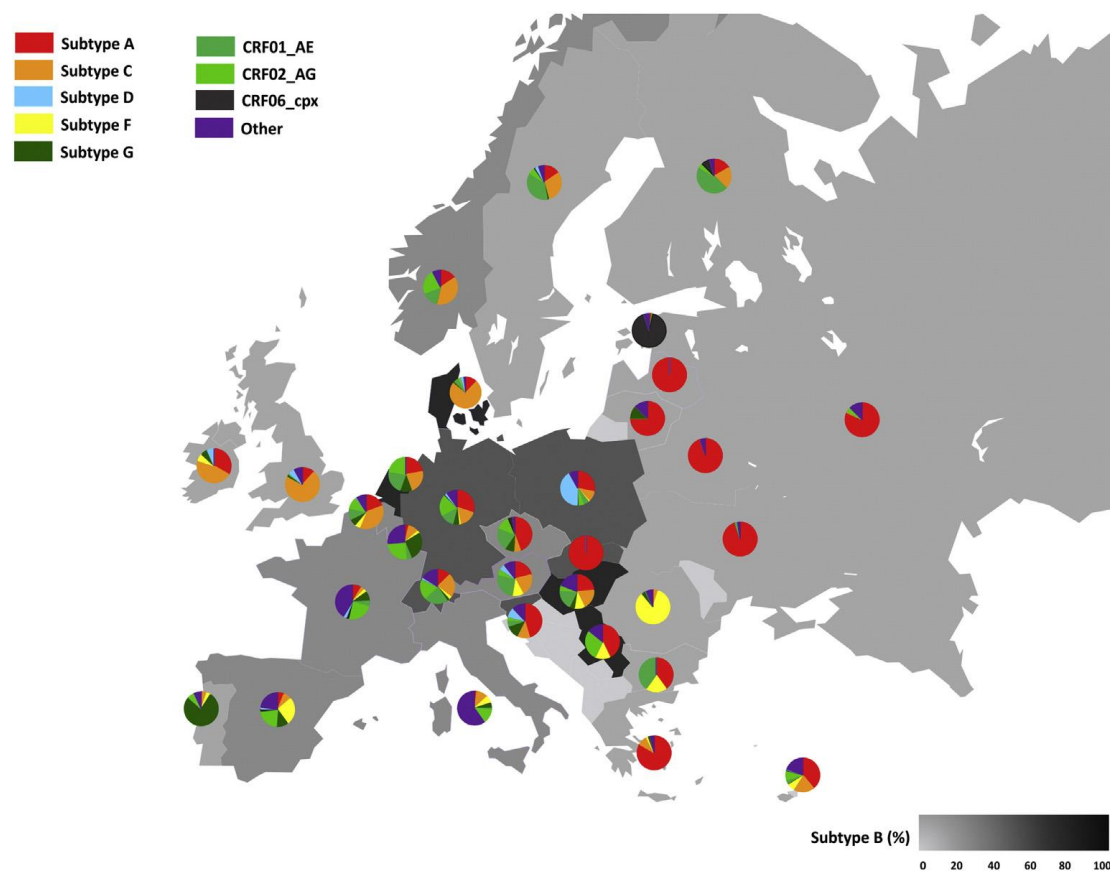 Subtype A
Subtype C
Subtype D
Subtype F
Subtype G
CRF01_AE
CRF02_AG
CRF06_cpx
Other
Subtype B (%)
0 20 40 60 80 100